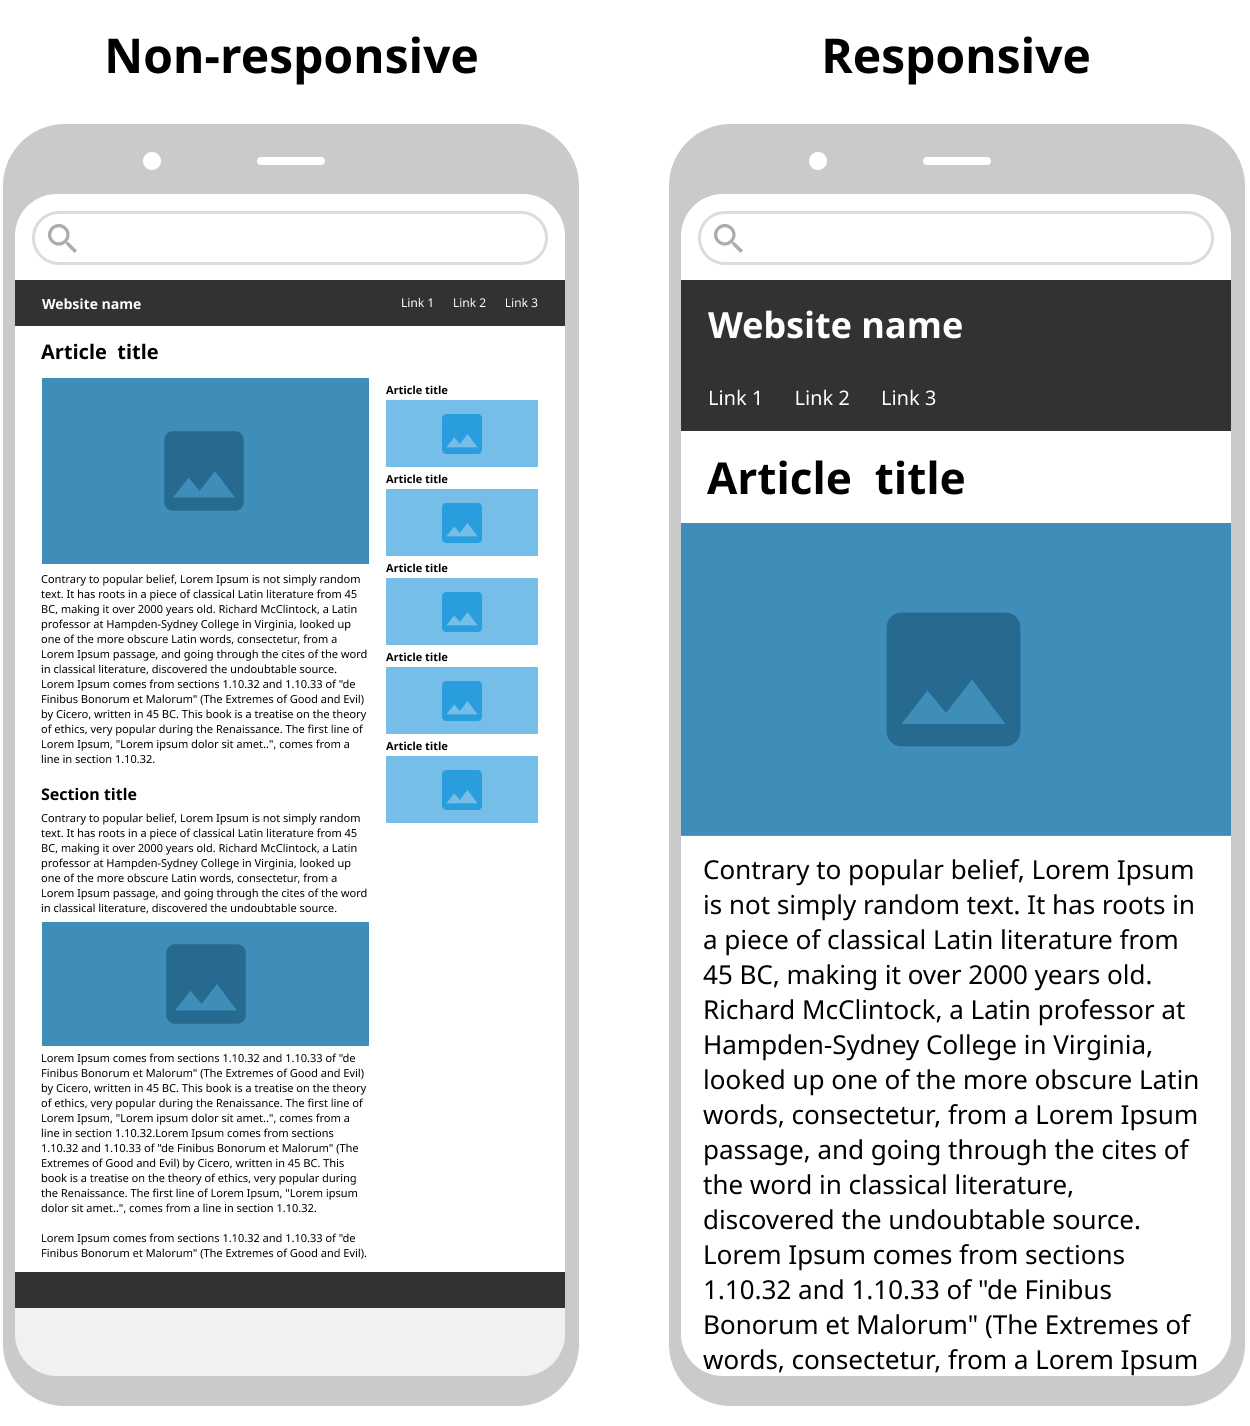 Non-responsive
Website name
Link 1 Link 2 Link 3
Article title
Contrary to popular belief, Lorem Ipsum is not simply random
text. It has roots in a piece of classical Latin literature from 45
BC, making it over 2000 years old. Richard McClintock, a Latin
professor at Hampden-Sydney College in Virginia, looked up
one of the more obscure Latin words, consectetur, from a
Lorem Ipsum passage, and going through the cites of the word
in classical literature, discovered the undoubtable source.
Lorem Ipsum comes from sections 1.10.32 and 1.10.33 of "de
Finibus Bonorum et Malorum" (The Extremes of Good and Evil)
by Cicero, written in 45 BC. This book is a treatise on the theory
of ethics, very popular during the Renaissance. The first line of
Lorem Ipsum, "Lorem ipsum dolor sit amet..", comes from a
line in section 1.10.32.
Section title
Contrary to popular belief, Lorem Ipsum is not simply random
text. It has roots in a piece of classical Latin literature from 45
BC, making it over 2000 years old. Richard McClintock, a Latin
professor at Hampden-Sydney College in Virginia, looked up
one of the more obscure Latin words, consectetur, from a
Lorem Ipsum passage, and going through the cites of the word
in classical literature, discovered the undoubtable source.
Lorem Ipsum comes from sections 1.10.32 and 1.10.33 of "de
Finibus Bonorum et Malorum" (The Extremes of Good and Evil)
by Cicero, written in 45 BC. This book is a treatise on the theory
of ethics, very popular during the Renaissance. The first line of
Lorem Ipsum, "Lorem ipsum dolor sit amet..", comes from a
line in section 1.10.32.Lorem Ipsum comes from sections
1.10.32 and 1.10.33 of "de Finibus Bonorum et Malorum" (The
Extremes of Good and Evil) by Cicero, written in 45 BC. This
book is a treatise on the theory of ethics, very popular during
the Renaissance. The first line of Lorem Ipsum, "Lorem ipsum
dolor sit amet..", comes from a line in section 1.10.32.
Lorem Ipsum comes from sections 1.10.32 and 1.10.33 of "de
Finibus Bonorum et Malorum" (The Extremes of Good and Evil).
Article title
Article title
Article title
Article title
Article title
Responsive
Website name
Link 1 Link 2 Link 3
Article title
Contrary to popular belief, Lorem Ipsum
is not simply random text. It has roots in
a piece of classical Latin literature from
45 BC, making it over 2000 years old.
Richard McClintock, a Latin professor at
Hampden-Sydney College in Virginia,
looked up one of the more obscure Latin
words, consectetur, from a Lorem Ipsum
passage, and going through the cites of
the word in classical literature,
discovered the undoubtable source.
Lorem Ipsum comes from sections
1.10.32 and 1.10.33 of "de Finibus
Bonorum et Malorum" (The Extremes of
words, consectetur, from a Lorem Ipsum